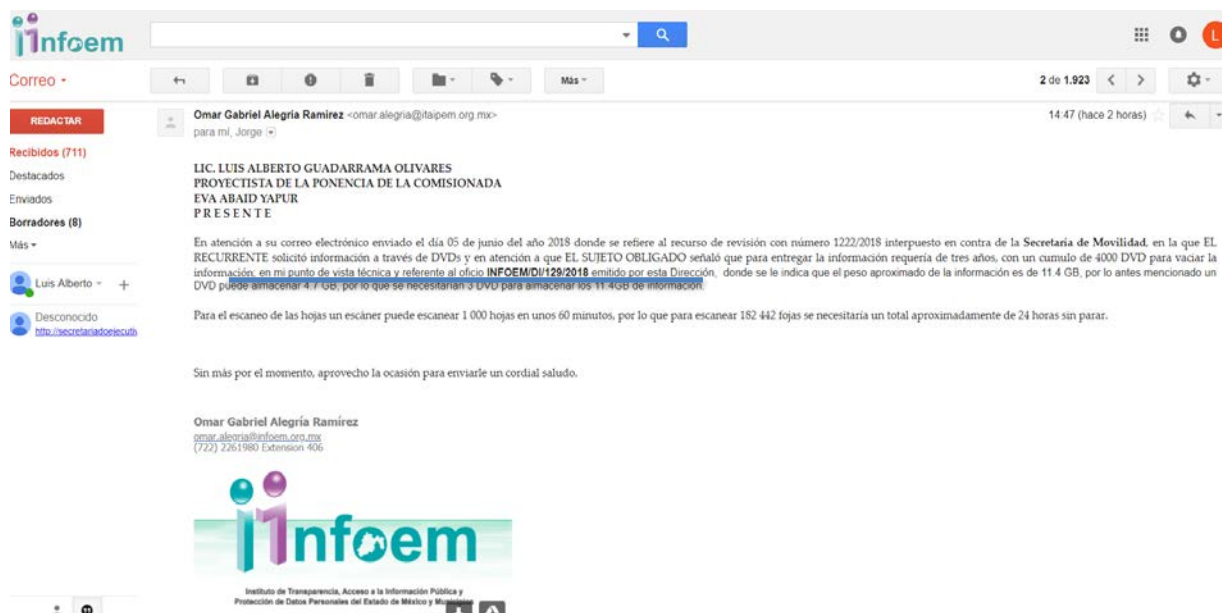 infoem
L
Correo
Más
2 de 1.923
REDACTAR
Omar Gabriel Alegria Ramirez <omar.alegria@itaipem.org.mx>
14:47 (hace 2 horas)
para mí, Jorge
Recibidos (711)
Destacados
Enviados
Borradores (8)
Más
Luis Alberto
Desconocido
http://secretariadoejecutiv
LIC. LUIS ALBERTO GUADARRAMA OLIVARES
PROYECTISTA DE LA PONENCIA DE LA COMISIONADA
EVA ABAID YAPUR
P R E S E N T E
En atención a su correo electrónico enviado el día 05 de junio del año 2018 donde se refiere al recurso de revisión con número 1222/2018 interpuesto en contra de la Secretaría de Movilidad, en la que EL
RECURRENTE solicitó información a través de DVDs y en atención a que EL SUJETO OBLIGADO señaló que para entregar la información requería de tres años, con un cumulo de 4000 DVD para vaciar la
información; en mi punto de vista técnica y referente al oficio INFOEM/DI/129/2018 emitido por esta Dirección, donde se le indica que el peso aproximado de la información es de 11.4 GB, por lo antes mencionado un
DVD puede almacenar 4.7 GB, por lo que se necesitarían 3 DVD para almacenar los 11.4GB de información.
Para el escaneo de las hojas un escáner puede escanear 1 000 hojas en unos 60 minutos, por lo que para escanear 182 442 fojas se necesitaría un total aproximadamente de 24 horas sin parar.
Sin más por el momento, aprovecho la ocasión para enviarle un cordial saludo.
Omar Gabriel Alegría Ramírez
omar.alegria@infoem.org.mx
(722) 2261980 Extension 406
infoem
Instituto de Transparencia, Acceso a la Información Pública y
Protección de Datos Personales del Estado de México y Municipios